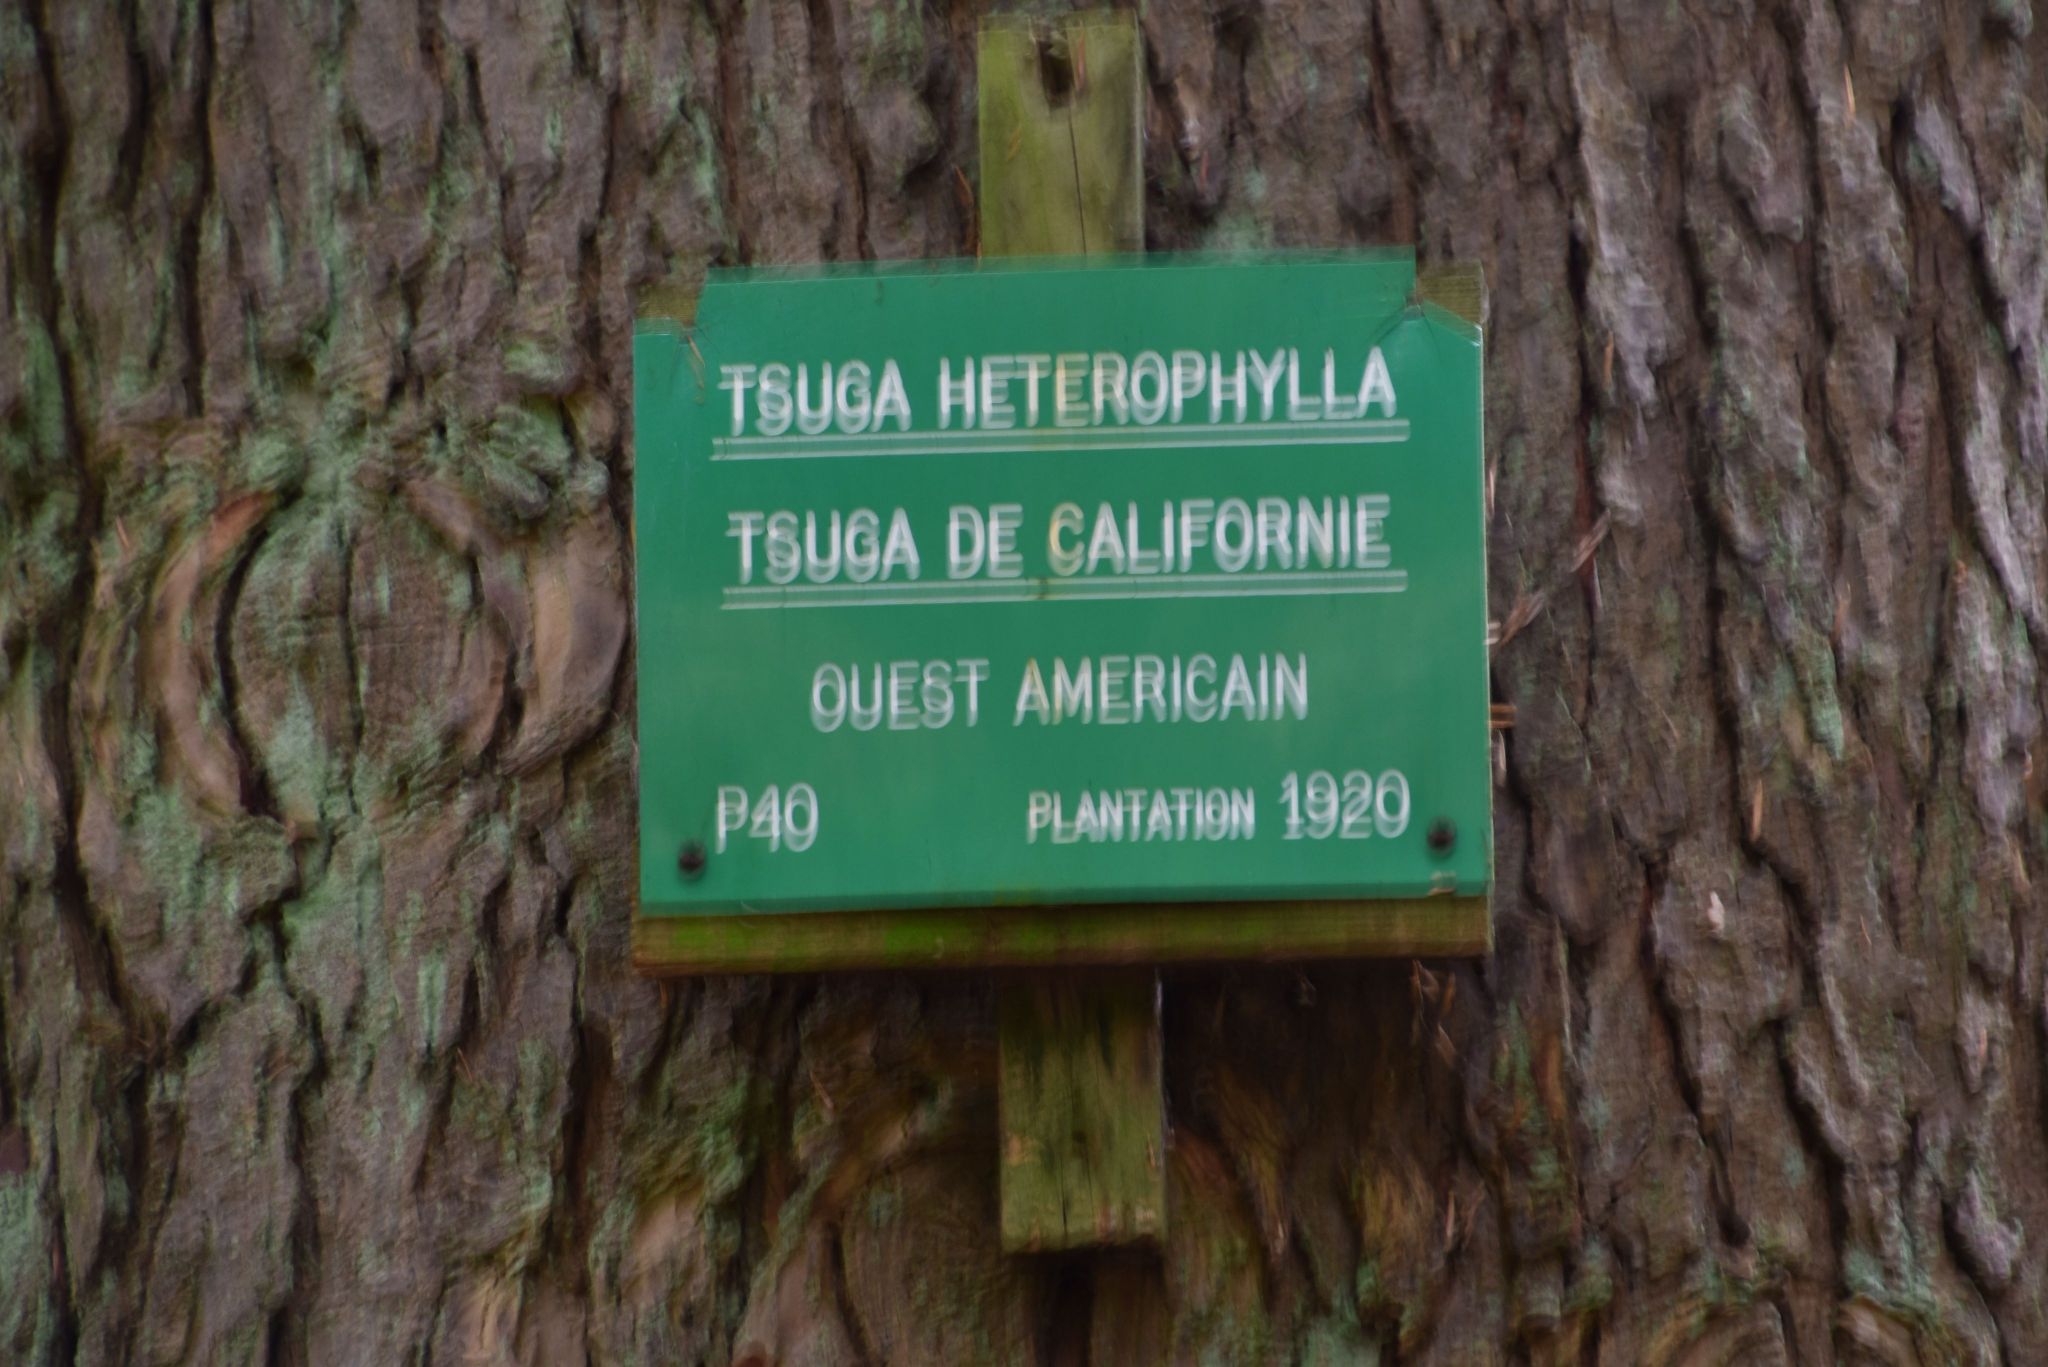 TSUGA HETEROPHYLLA
TSUGA DE CALIFORNIE
OUEST AMERICAIN
P40 PLANTATION 1920